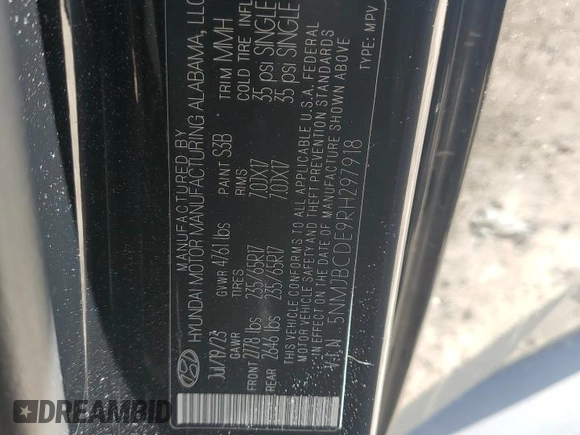 MANUFACTURED BY
HYUNDAI MOTOR MANUFACTURING ALABAMA, LLC
JUL/19/23 GVWR 4761 lbs PAINT S3B TRIM MMH
GAWR TIRES RIMS COLD TIRE INFL
FRONT 2778 lbs 235/65R17 7.0JX17 35 psi SINGLE
REAR 2646 lbs 235/65R17 7.0JX17 35 psi SINGLE
THIS VEHICLE CONFORMS TO ALL APPLICABLE U.S.A. FEDERAL
MOTOR VEHICLE SAFETY AND THEFT PREVENTION STANDARDS
IN EFFECT ON THE DATE OF MANUFACTURE SHOWN ABOVE.
V.I.N 5NMJBCDE9RH297918 TYPE: MPV
DREAMBID